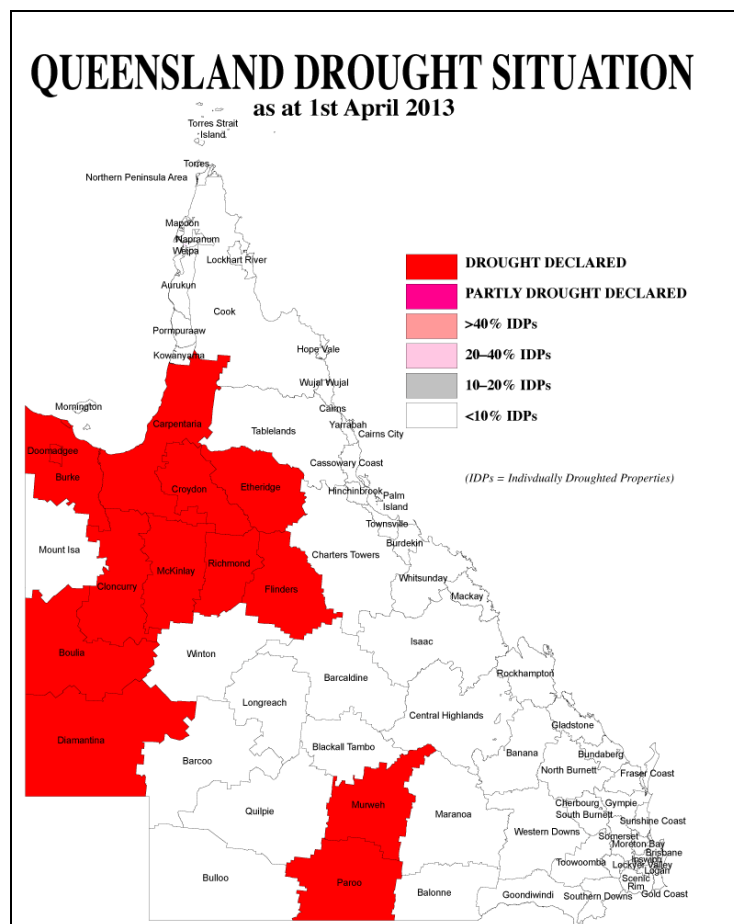 QUEENSLAND DROUGHT SITUATION
as at 1st April 2013
Torres Strait
Island
Torres
Northern Peninsula Area
Mapoon
Napranum
Weipa
Lockhart River
Aurukun
Cook
Pormpuraaw
Kowanyama
Hope Vale
Wujal Wujal
Mornington
Carpentaria
Cairns
Yarrabah
Cairns City
Tablelands
Doomadgee
Burke
Croydon
Etheridge
Cassowary Coast
Hinchinbrook
Palm
Island
Townsville
Burdekin
Mount Isa
Cloncurry
McKinlay
Richmond
Flinders
Charters Towers
Whitsunday
Mackay
Boulia
Winton
Isaac
Barcaldine
Rockhampton
Longreach
Central Highlands
Gladstone
Diamantina
Barcoo
Blackall Tambo
Banana
Bundaberg
North Burnett
Fraser Coast
Quilpie
Murweh
Maranoa
Cherbourg
Gympie
South Burnett
Sunshine Coast
Western Downs
Somerset
Moreton Bay
Brisbane
Ipswich
Toowoomba
Lockyer Valley
Logan
Bulloo
Paroo
Balonne
Scenic
Rim
Gold Coast
Goondiwindi
Southern Downs
DROUGHT DECLARED
PARTLY DROUGHT DECLARED
>40% IDPs
20–40% IDPs
10–20% IDPs
<10% IDPs
(IDPs = Indivdually Droughted Properties)